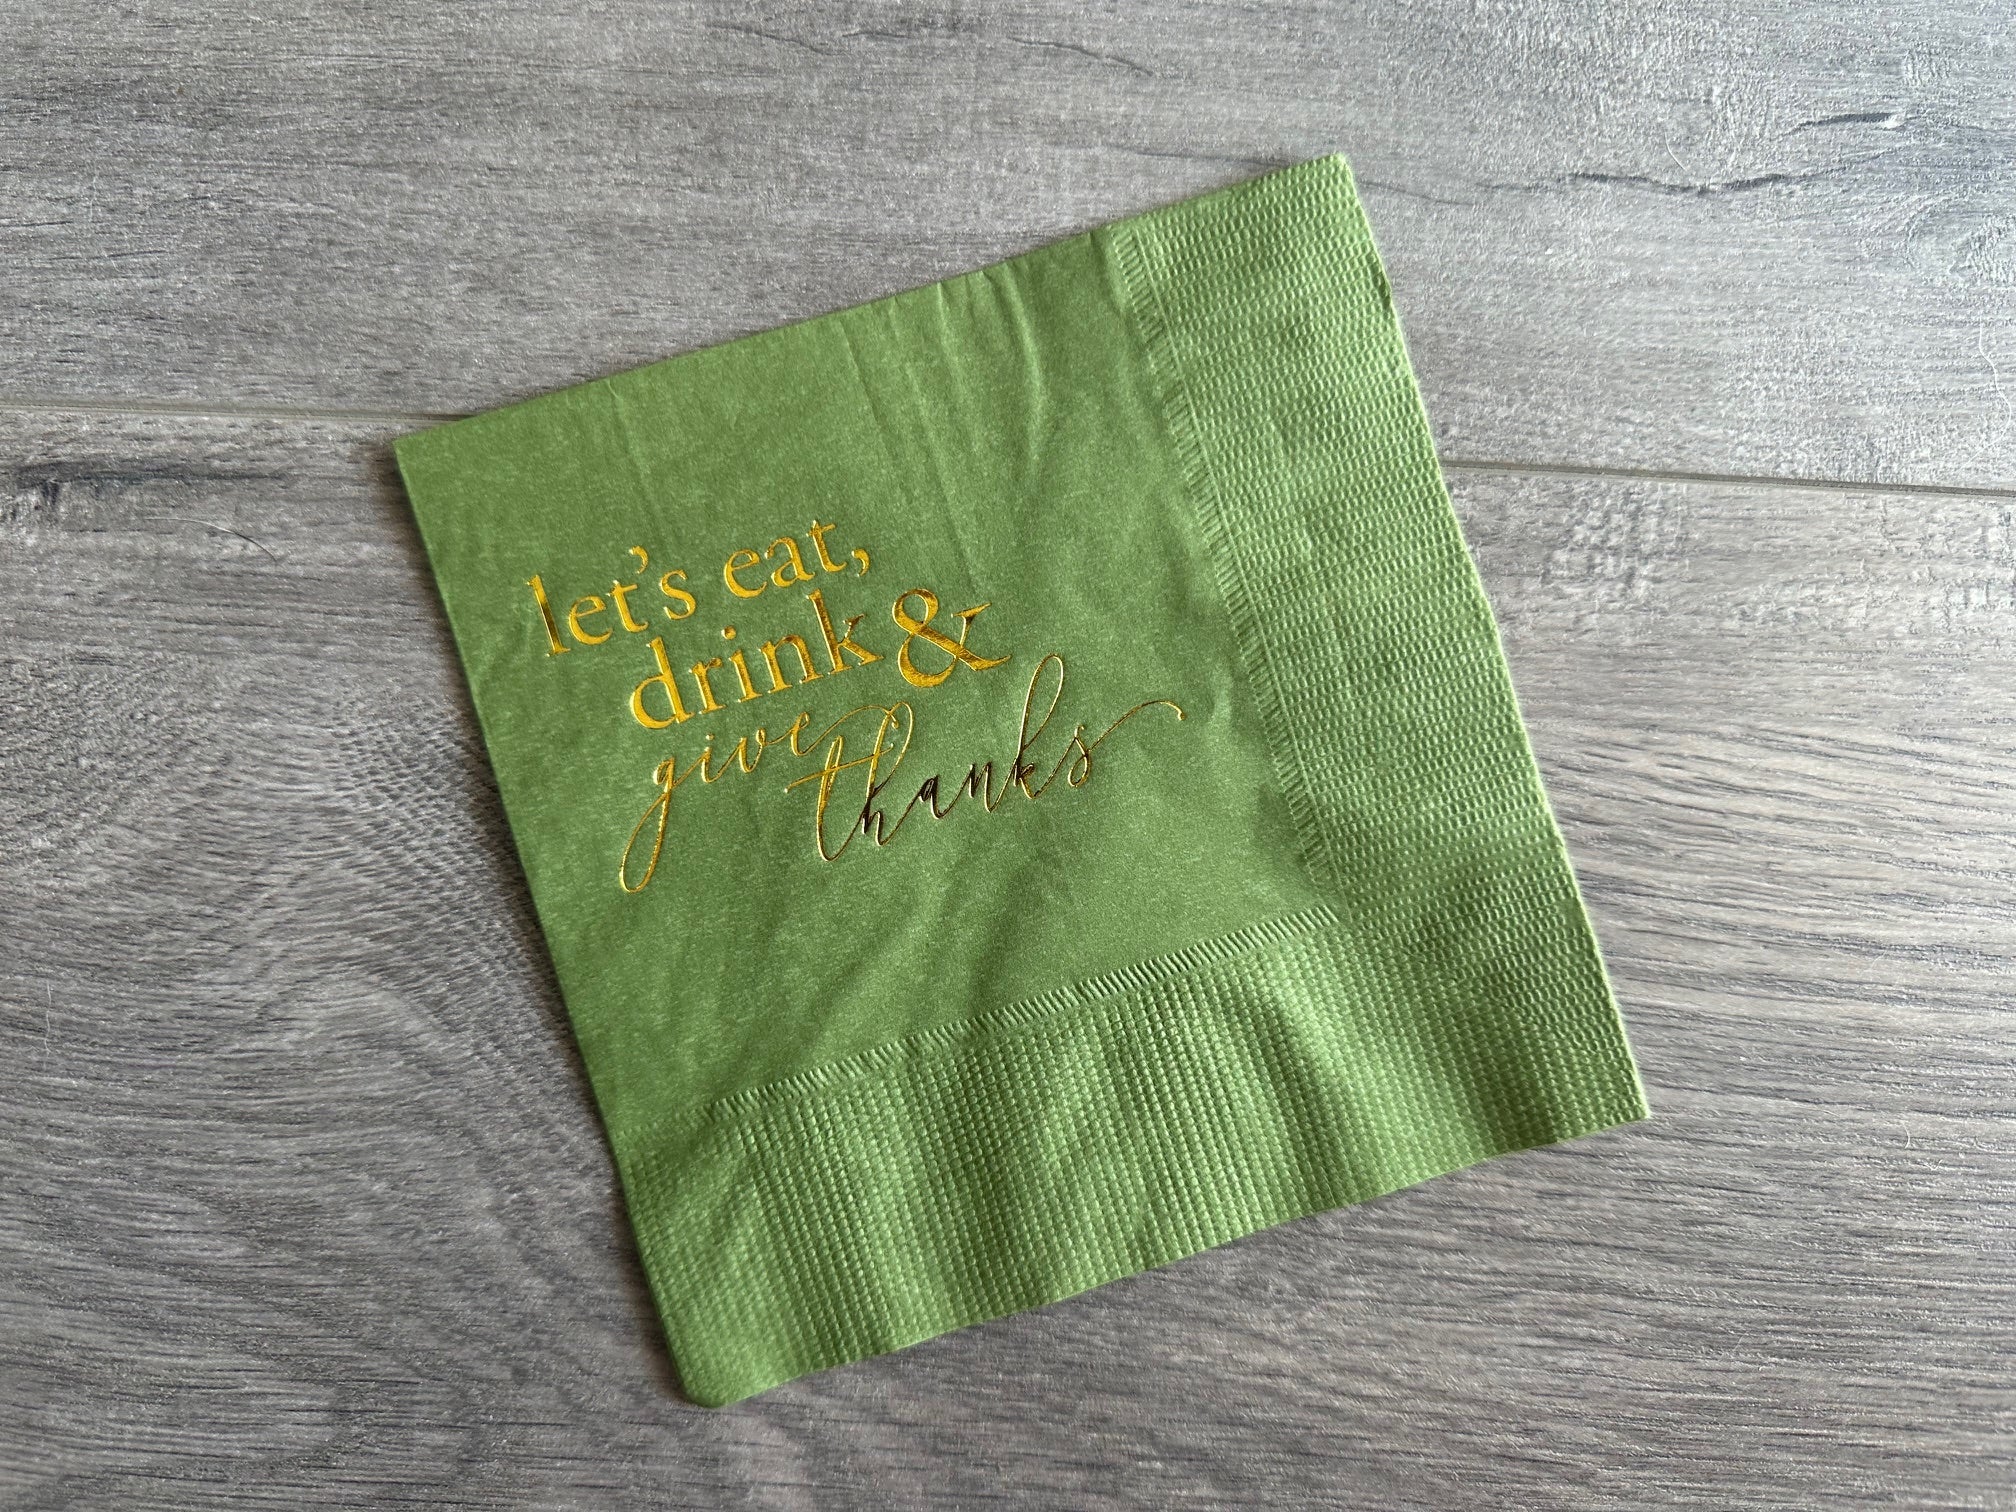 let's eat,
drink &
give thanks